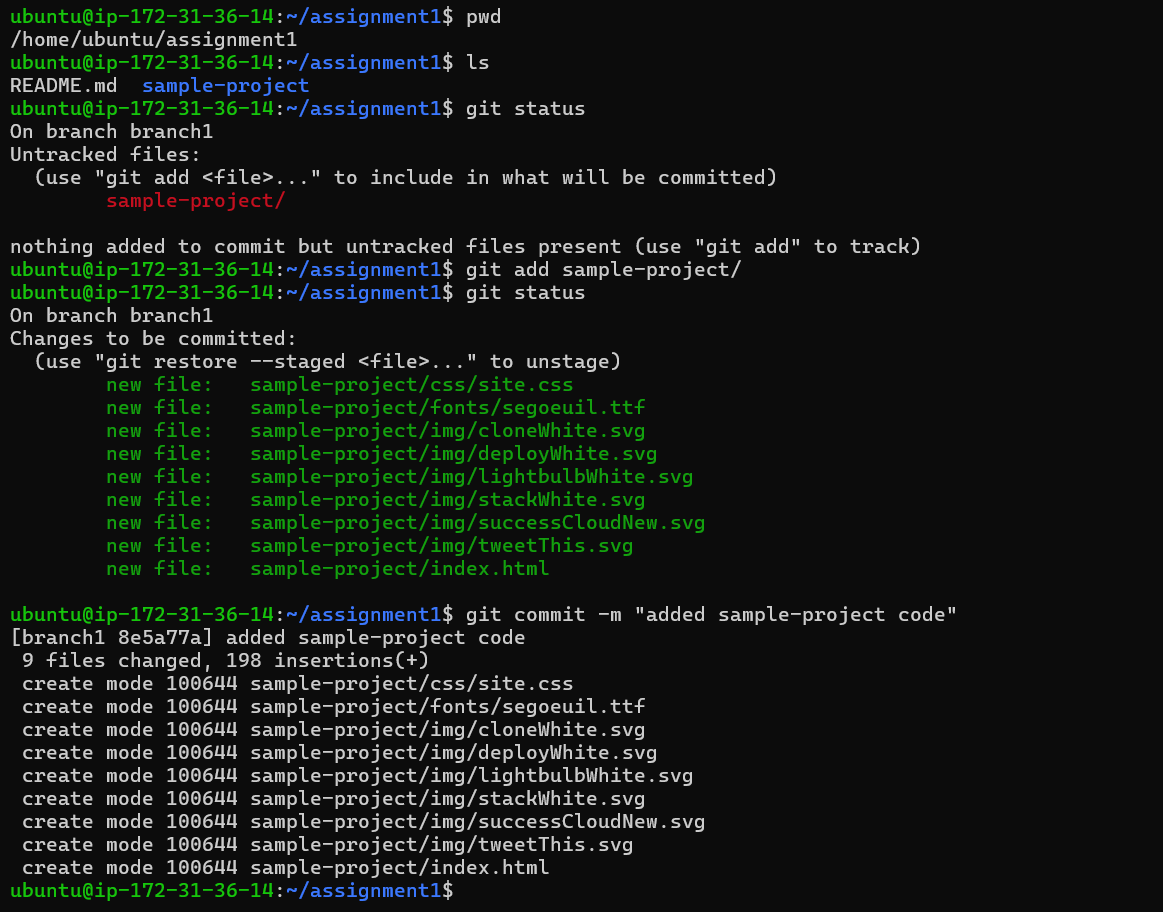 ubuntu@ip-172-31-36-14:~/assignment1$ pwd
/home/ubuntu/assignment1
ubuntu@ip-172-31-36-14:~/assignment1$ ls
README.md  sample-project
ubuntu@ip-172-31-36-14:~/assignment1$ git status
On branch branch1
Untracked files:
  (use "git add <file>..." to include in what will be committed)
        sample-project/

nothing added to commit but untracked files present (use "git add" to track)
ubuntu@ip-172-31-36-14:~/assignment1$ git add sample-project/
ubuntu@ip-172-31-36-14:~/assignment1$ git status
On branch branch1
Changes to be committed:
  (use "git restore --staged <file>..." to unstage)
        new file:   sample-project/css/site.css
        new file:   sample-project/fonts/segoeuil.ttf
        new file:   sample-project/img/cloneWhite.svg
        new file:   sample-project/img/deployWhite.svg
        new file:   sample-project/img/lightbulbWhite.svg
        new file:   sample-project/img/stackWhite.svg
        new file:   sample-project/img/successCloudNew.svg
        new file:   sample-project/img/tweetThis.svg
        new file:   sample-project/index.html

ubuntu@ip-172-31-36-14:~/assignment1$ git commit -m "added sample-project code"
[branch1 8e5a77a] added sample-project code
 9 files changed, 198 insertions(+)
 create mode 100644 sample-project/css/site.css
 create mode 100644 sample-project/fonts/segoeuil.ttf
 create mode 100644 sample-project/img/cloneWhite.svg
 create mode 100644 sample-project/img/deployWhite.svg
 create mode 100644 sample-project/img/lightbulbWhite.svg
 create mode 100644 sample-project/img/stackWhite.svg
 create mode 100644 sample-project/img/successCloudNew.svg
 create mode 100644 sample-project/img/tweetThis.svg
 create mode 100644 sample-project/index.html
ubuntu@ip-172-31-36-14:~/assignment1$